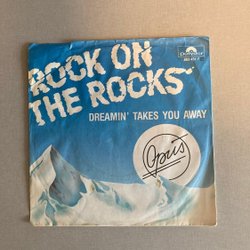 ROCK ON
THE ROCKS
DREAMIN' TAKES YOU AWAY
Opus